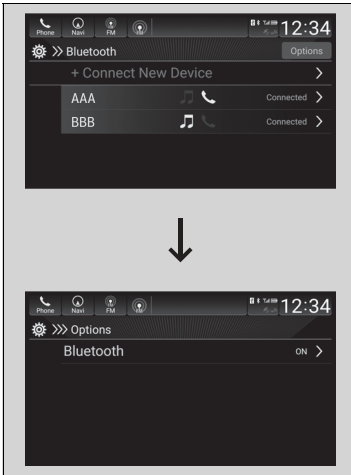 Phone Navi FM 12:34
Bluetooth Options
+ Connect New Device
AAA Connected
BBB Connected
Phone Navi FM 12:34
Options
Bluetooth ON